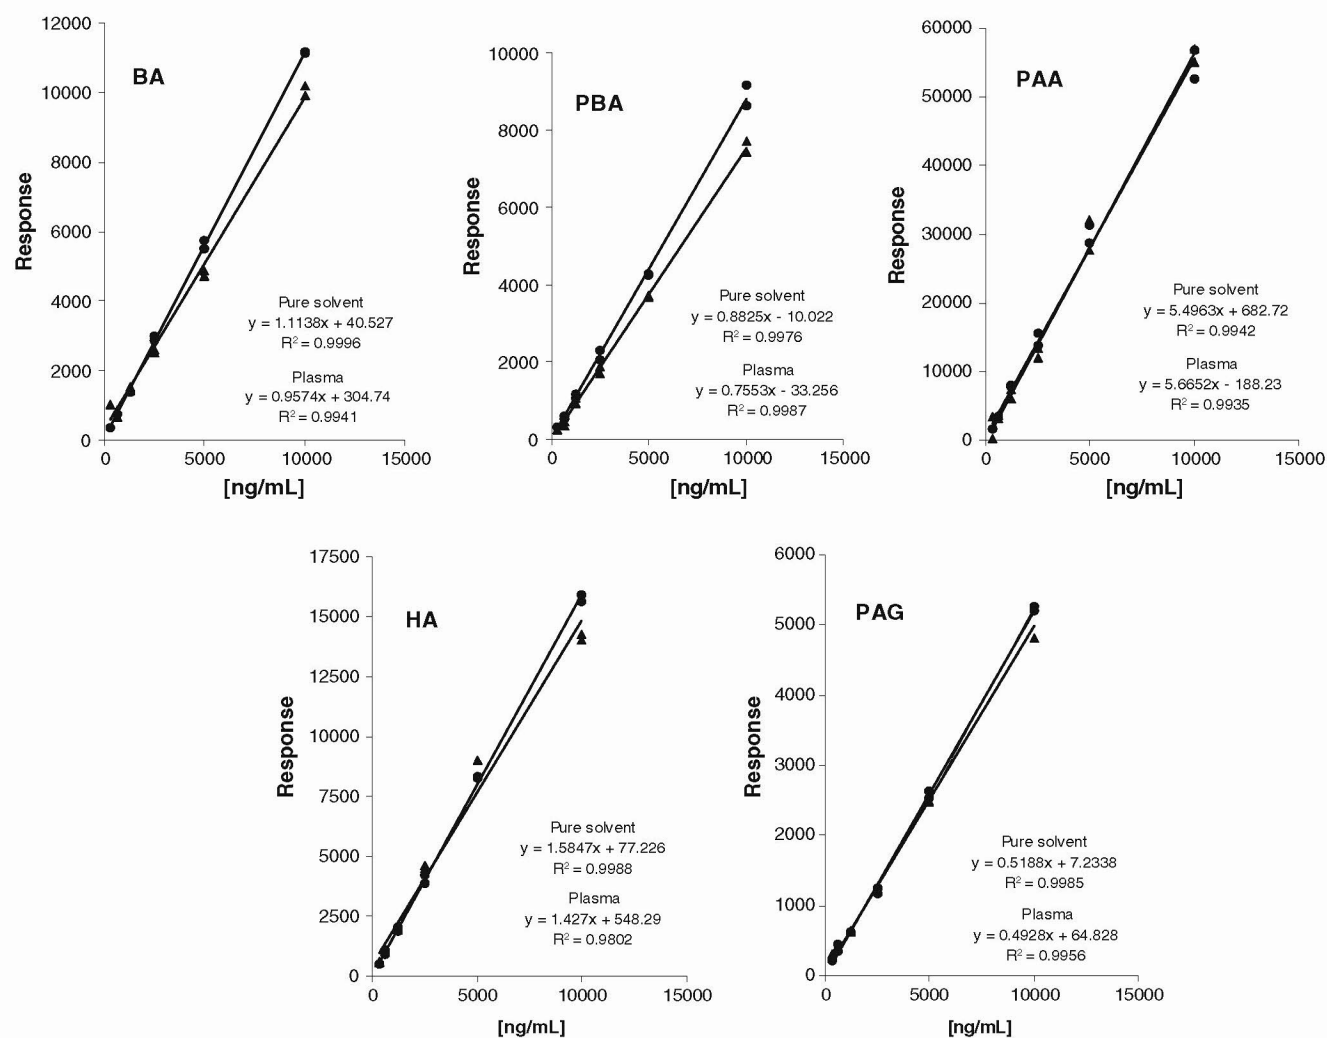 BA
Response
12000
10000
8000
6000
4000
2000
0
Pure solvent
y = 1.1138x + 40.527
R² = 0.9996
Plasma
y = 0.9574x + 304.74
R² = 0.9941
0 5000 10000 15000
[ng/mL]
PBA
Response
10000
8000
6000
4000
2000
0
Pure solvent
y = 0.8825x - 10.022
R² = 0.9976
Plasma
y = 0.7553x - 33.256
R² = 0.9987
0 5000 10000 15000
[ng/mL]
PAA
Response
60000
50000
40000
30000
20000
10000
0
Pure solvent
y = 5.4963x + 682.72
R² = 0.9942
Plasma
y = 5.6652x - 188.23
R² = 0.9935
0 5000 10000 15000
[ng/mL]
HA
Response
17500
15000
12500
10000
7500
5000
2500
0
Pure solvent
y = 1.5847x + 77.226
R² = 0.9988
Plasma
y = 1.427x + 548.29
R² = 0.9802
0 5000 10000 15000
[ng/mL]
PAG
Response
6000
5000
4000
3000
2000
1000
0
Pure solvent
y = 0.5188x + 7.2338
R² = 0.9985
Plasma
y = 0.4928x + 64.828
R² = 0.9956
0 5000 10000 15000
[ng/mL]